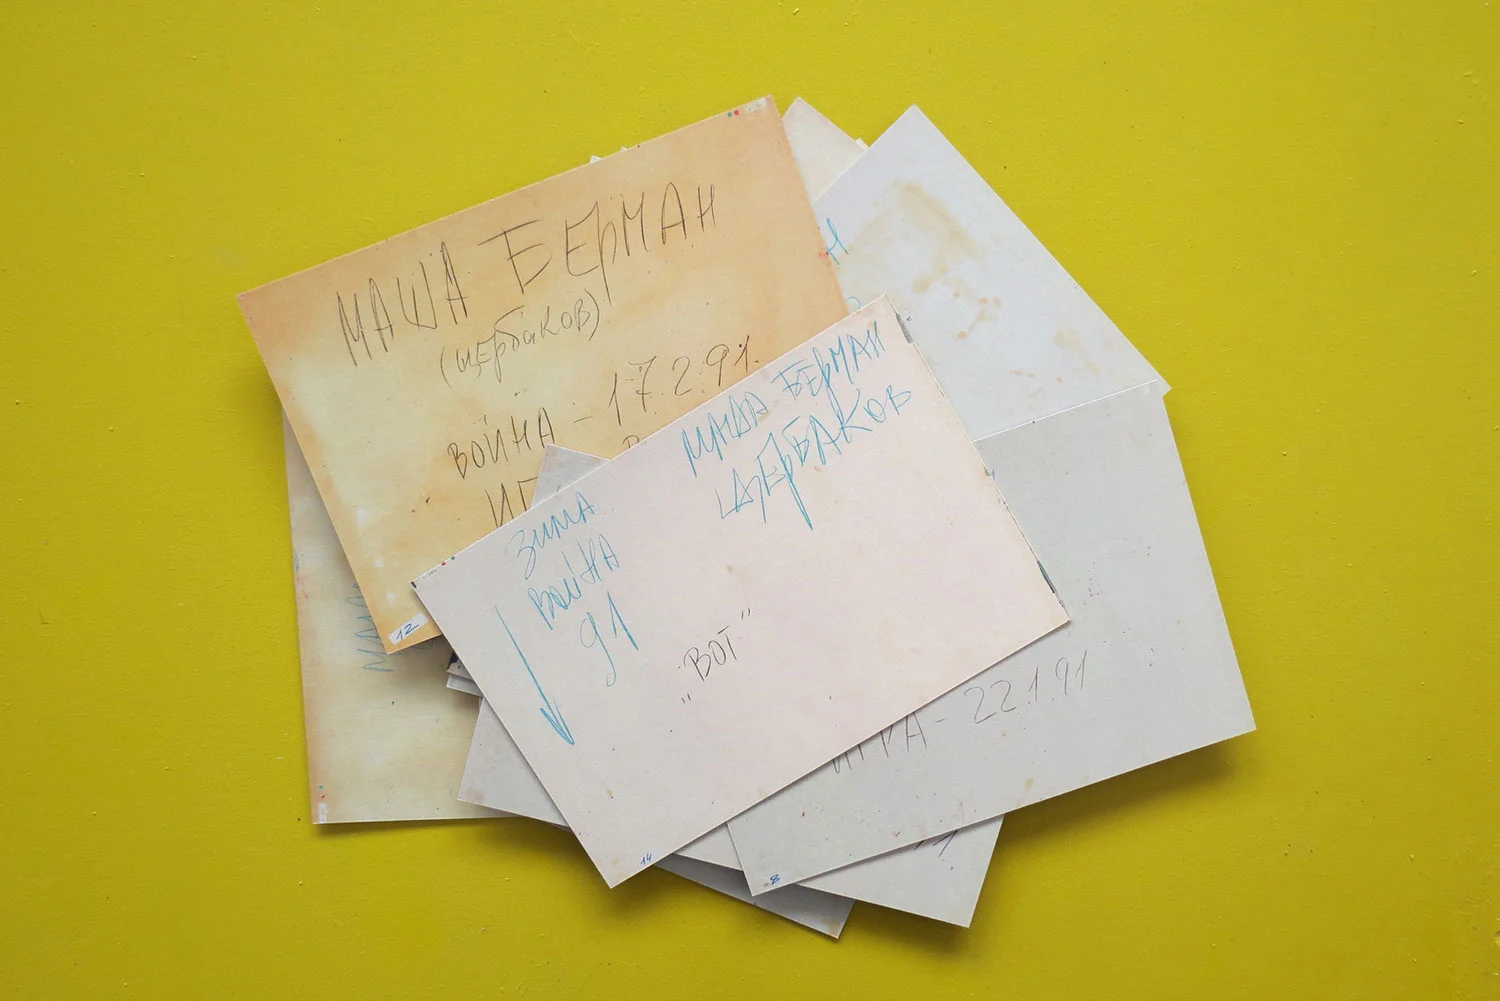 МАША БЕРМАН
(щербаков)
ВОЙНА – 17.2.91.
12
МАША БЕРМАН
ЩЕРБАКОВ
ЗИМА
ВОЙНА
91
„ВОТ"
14
ИГРА – 22.1.91
8